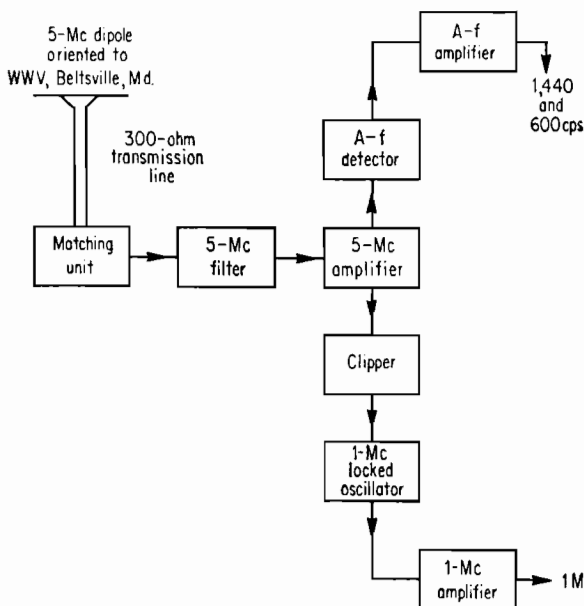 5-Mc dipole
oriented to
WWV, Beltsville, Md.
300-ohm
transmission
line
Matching
unit
5-Mc
filter
5-Mc
amplifier
A-f
detector
A-f
amplifier
1,440
and
600cps
Clipper
1-Mc
locked
oscillator
1-Mc
amplifier
1M